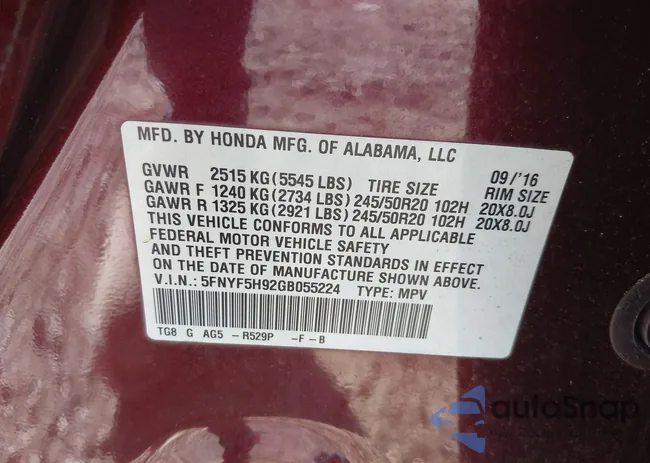 MFD. BY HONDA MFG. OF ALABAMA, LLC 09/'16
GVWR 2515 KG (5545 LBS) TIRE SIZE RIM SIZE
GAWR F 1240 KG (2734 LBS) 245/50R20 102H 20X8.0J
GAWR R 1325 KG (2921 LBS) 245/50R20 102H 20X8.0J
THIS VEHICLE CONFORMS TO ALL APPLICABLE
FEDERAL MOTOR VEHICLE SAFETY
AND THEFT PREVENTION STANDARDS IN EFFECT
ON THE DATE OF MANUFACTURE SHOWN ABOVE.
V.I.N.: 5FNYF5H92GB055224 TYPE: MPV
TG8 G AG5 -R529P -F-B
autoSnap